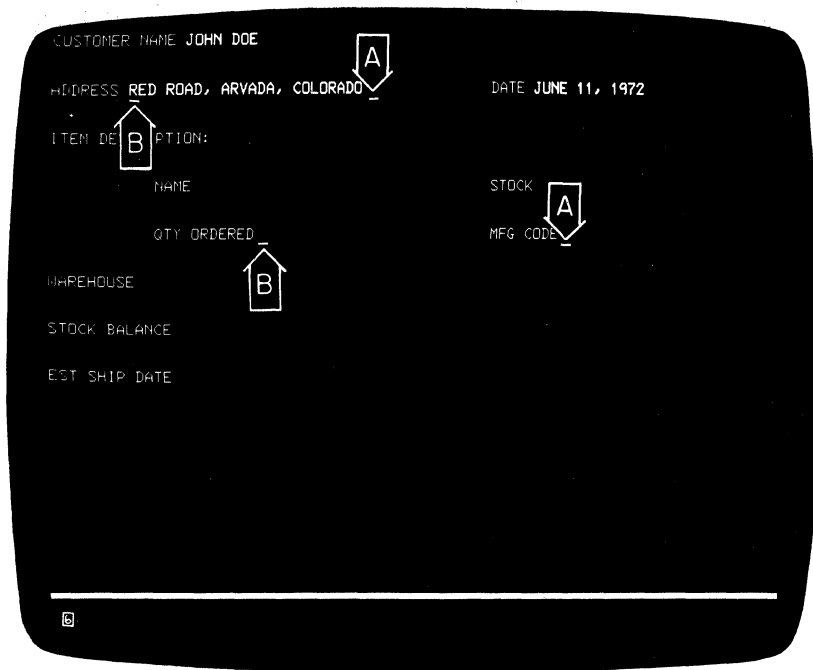 CUSTOMER NAME JOHN DOE
A
ADDRESS RED ROAD, ARVADA, COLORADO DATE JUNE 11, 1972
ITEM DE B PTION:
NAME STOCK
A
QTY ORDERED MFG CODE
B
WAREHOUSE
STOCK BALANCE
EST SHIP DATE
6